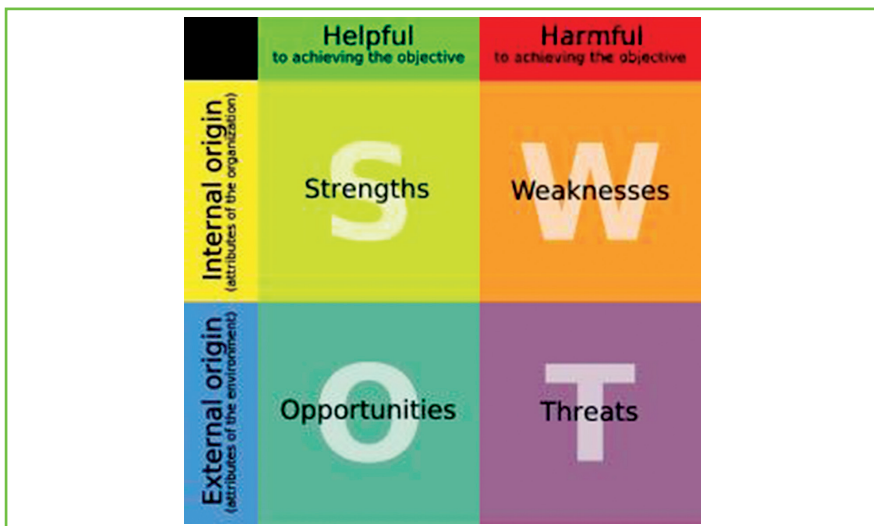 Helpful
to achieving the objective
Harmful
to achieving the objective
Internal origin
(attributes of the organization)
S
Strengths
W
Weaknesses
External origin
(attributes of the environment)
O
Opportunities
T
Threats